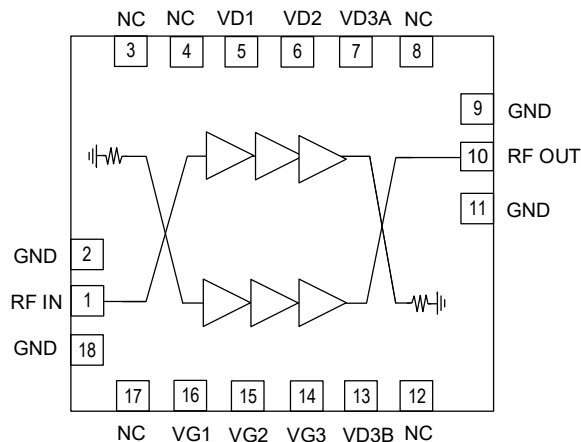 NC NC VD1 VD2 VD3A NC
3 4 5 6 7 8
9 GND
10 RF OUT
11 GND
GND 2
RF IN 1
GND 18
17 16 15 14 13 12
NC VG1 VG2 VG3 VD3B NC